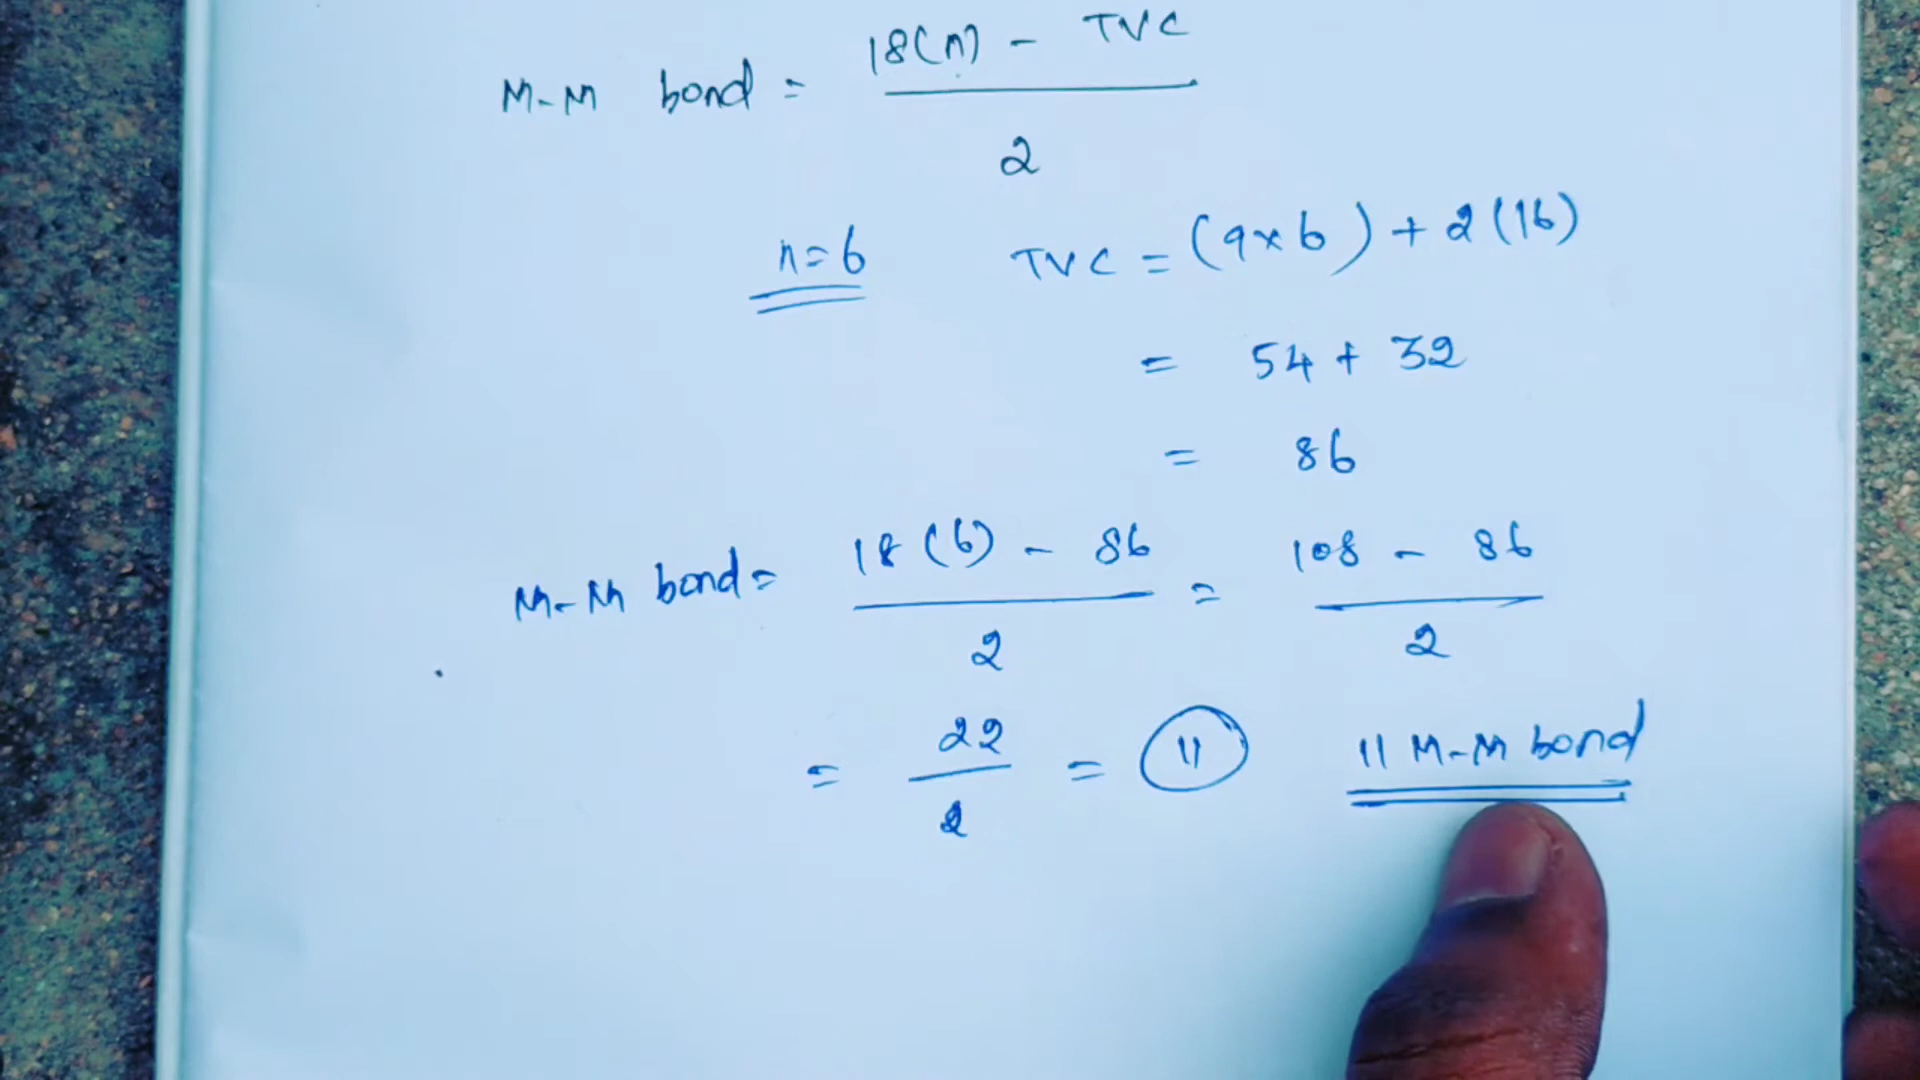 M-M bond = 18(n) - TVC / 2
n=6 TVC = (9×6) + 2(16)
= 54 + 32
= 86
M-M bond = 18(6) - 86 / 2 = 108 - 86 / 2
= 22 / 2 = 11 11 M-M bond